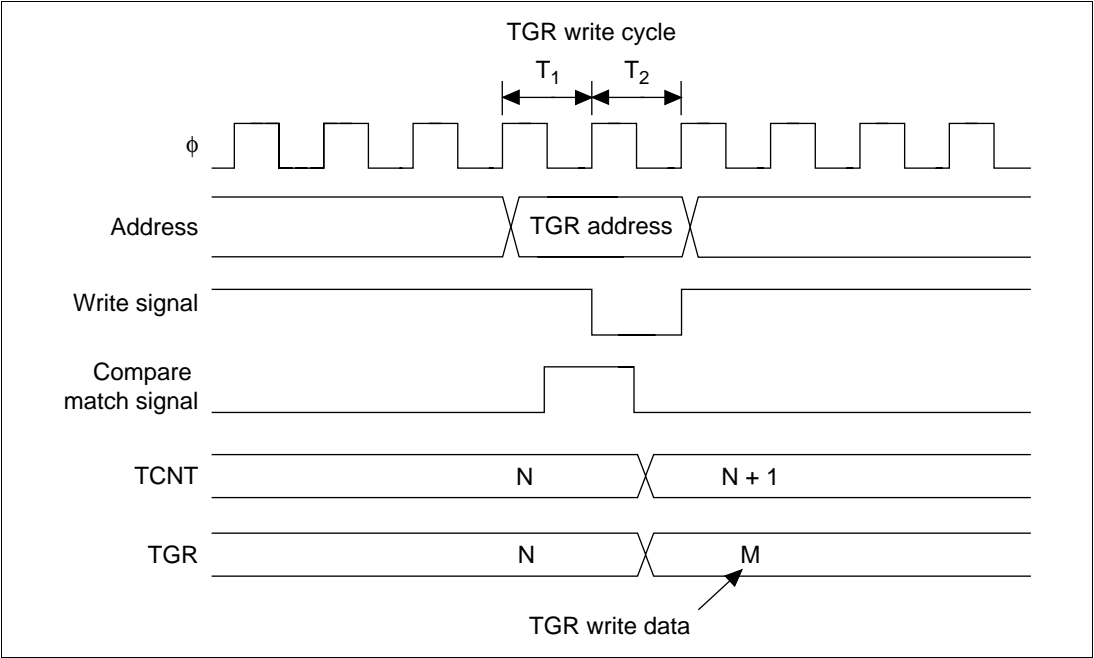 TGR write cycle
T1 T2
ϕ
Address TGR address
Write signal
Compare
match signal
TCNT N N + 1
TGR N M
TGR write data